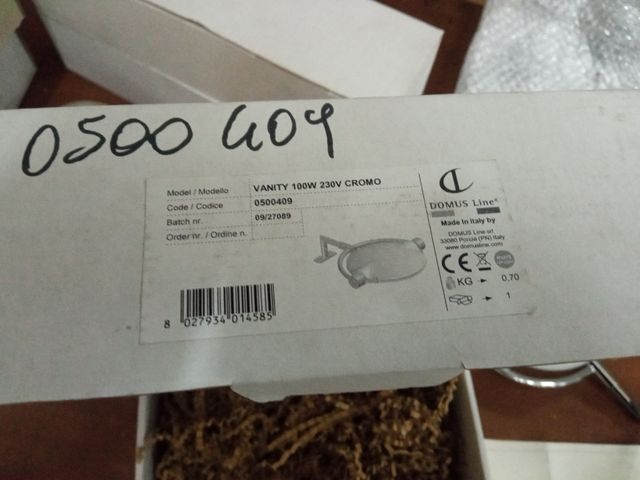 0500 409
Model / Modello VANITY 100W 230V CROMO
Code / Codice 0500409
Batch nr. 09/27089
Order nr. / Ordine n.
8 027934 014585
DOMUS Line®
Made in Italy by
DOMUS Line srl
33080 Porcia (PN) Italy
www.domusline.com
CE
KG 0.70
1